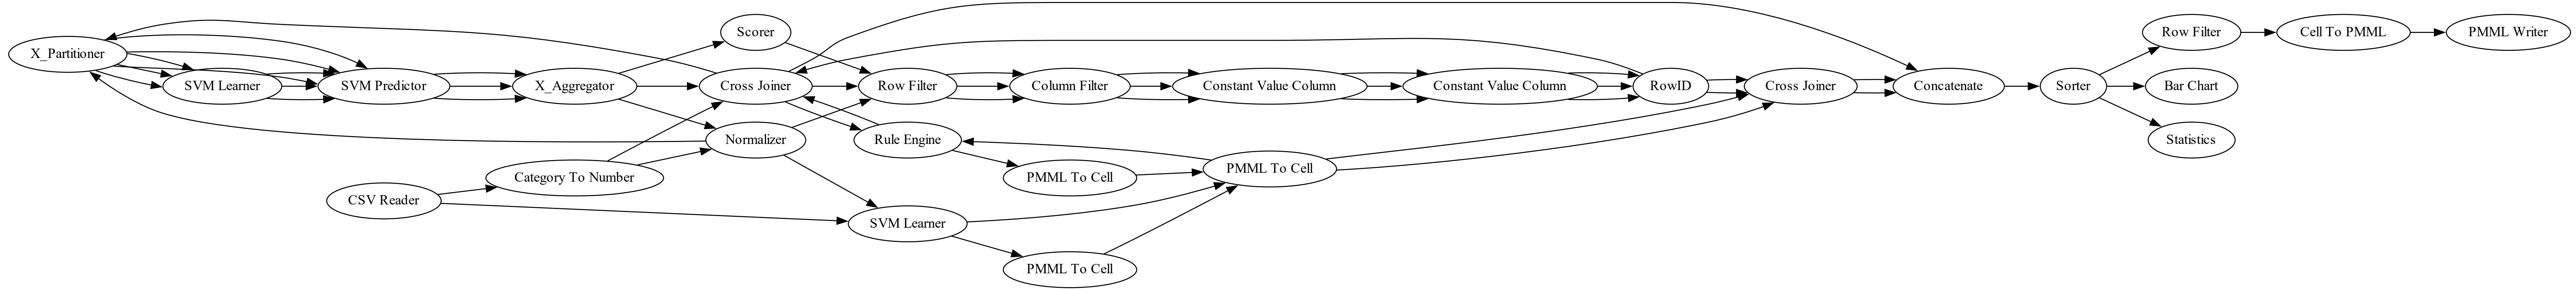 X_Partitioner
SVM Learner
SVM Predictor
X_Aggregator
Scorer
Cross Joiner
Normalizer
Category To Number
CSV Reader
Row Filter
Rule Engine
SVM Learner
Column Filter
PMML To Cell
PMML To Cell
Constant Value Column
PMML To Cell
Constant Value Column
RowID
Cross Joiner
Concatenate
Sorter
Row Filter
Bar Chart
Statistics
Cell To PMML
PMML Writer